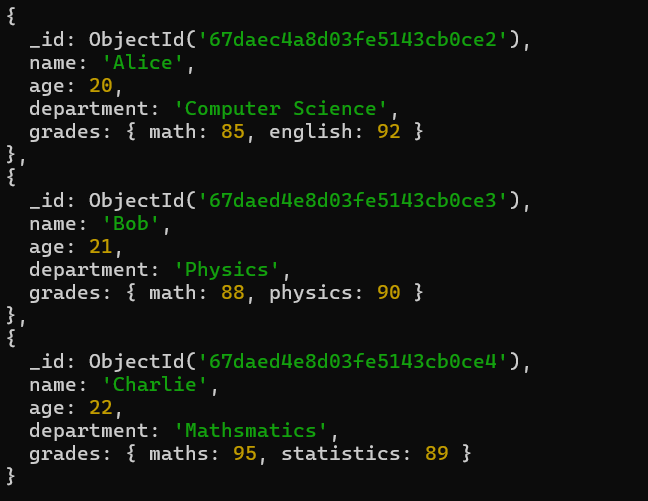 {
  _id: ObjectId('67daec4a8d03fe5143cb0ce2'),
  name: 'Alice',
  age: 20,
  department: 'Computer Science',
  grades: { math: 85, english: 92 }
},
{
  _id: ObjectId('67daed4e8d03fe5143cb0ce3'),
  name: 'Bob',
  age: 21,
  department: 'Physics',
  grades: { math: 88, physics: 90 }
},
{
  _id: ObjectId('67daed4e8d03fe5143cb0ce4'),
  name: 'Charlie',
  age: 22,
  department: 'Mathsmatics',
  grades: { maths: 95, statistics: 89 }
}